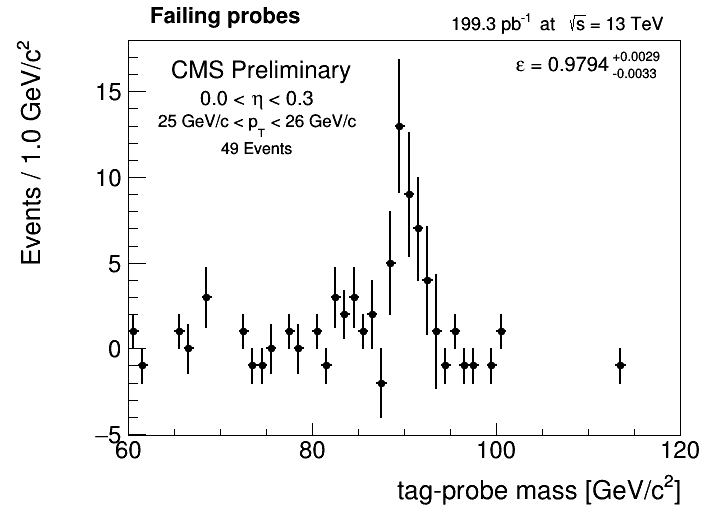 Failing probes
199.3 pb⁻¹ at √s = 13 TeV
CMS Preliminary
ε = 0.9794 +0.0029 -0.0033
0.0 < η < 0.3
25 GeV/c < p_T < 26 GeV/c
49 Events
Events / 1.0 GeV/c²
15
10
5
0
−5
60 80 100 120
tag-probe mass [GeV/c²]